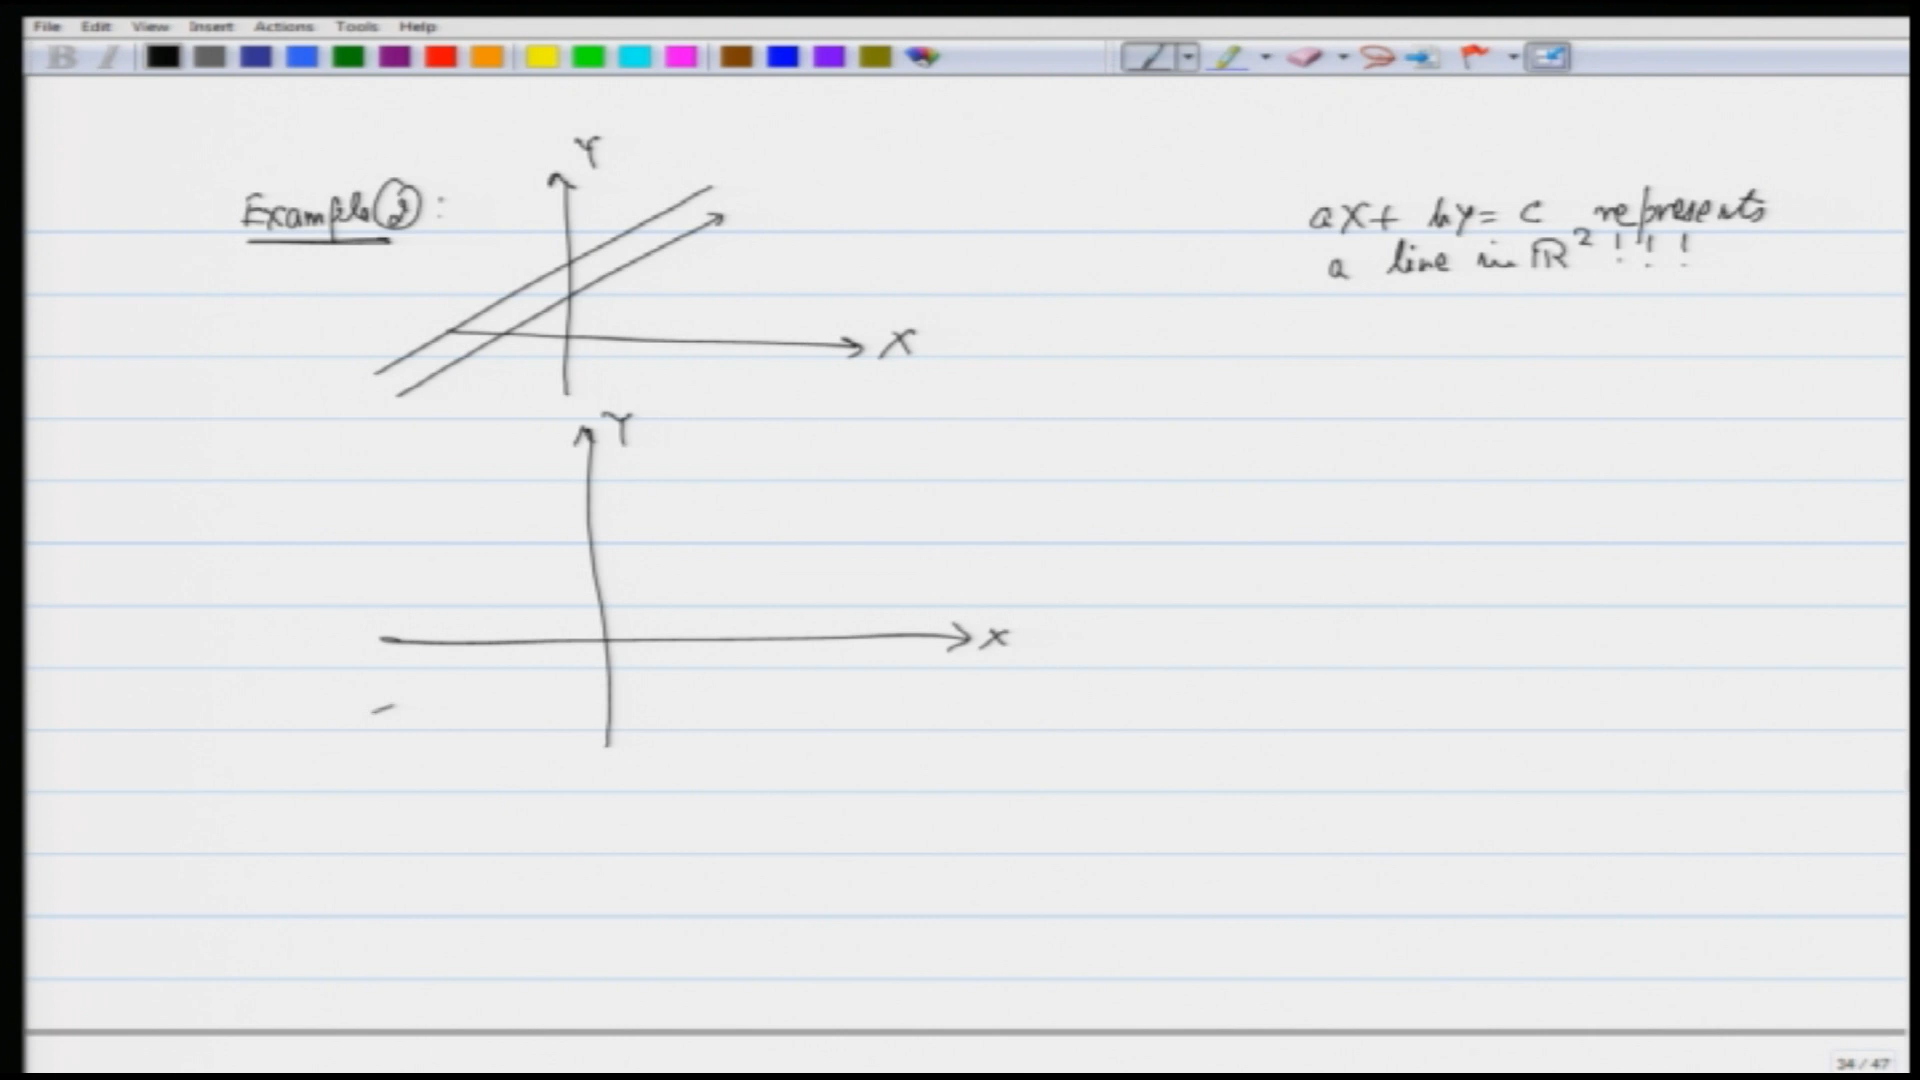 File Edit View Insert Actions Tools Help
B I
Y
Example 2 :
X
aX + by = c represents
a line in ℝ² !!!
Y
X
34 / 47